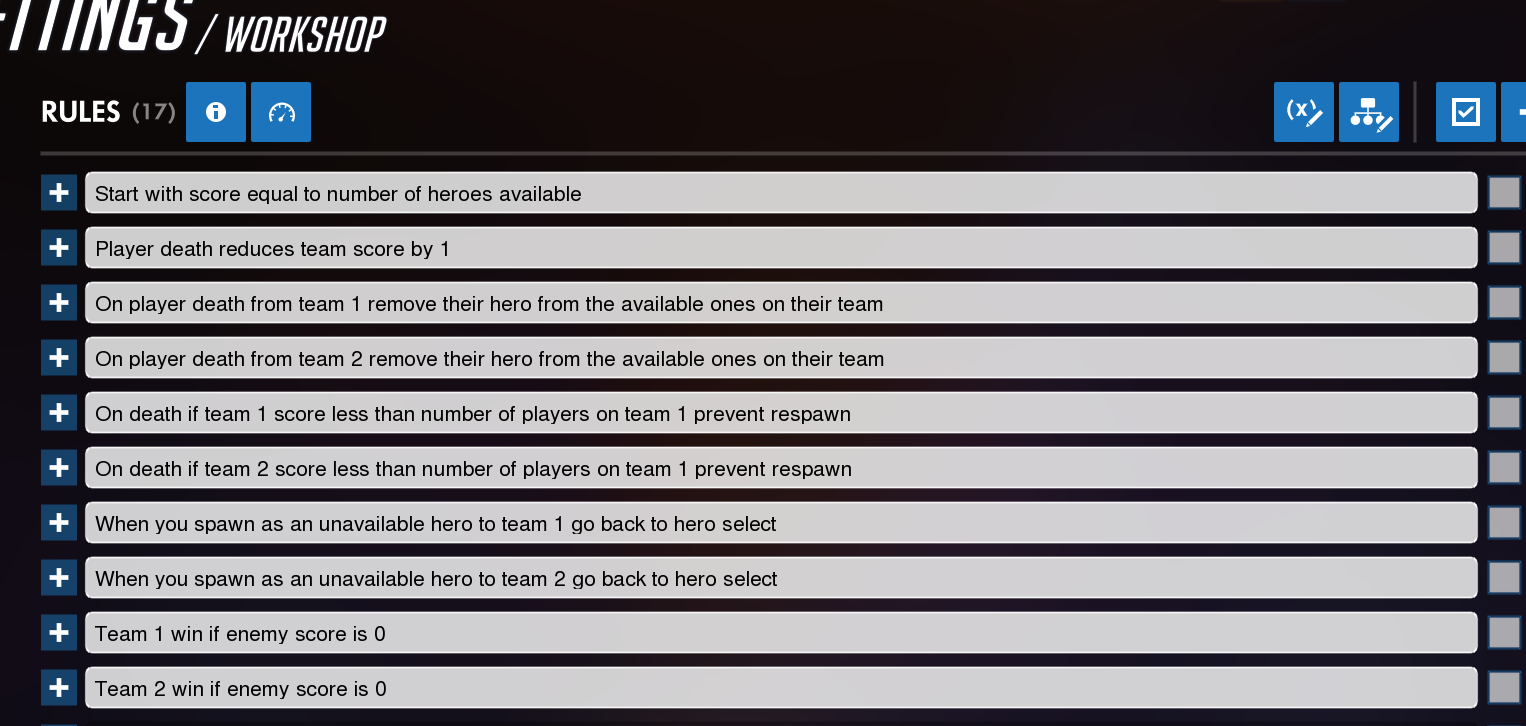 / WORKSHOP
RULES (17)
Start with score equal to number of heroes available
Player death reduces team score by 1
On player death from team 1 remove their hero from the available ones on their team
On player death from team 2 remove their hero from the available ones on their team
On death if team 1 score less than number of players on team 1 prevent respawn
On death if team 2 score less than number of players on team 1 prevent respawn
When you spawn as an unavailable hero to team 1 go back to hero select
When you spawn as an unavailable hero to team 2 go back to hero select
Team 1 win if enemy score is 0
Team 2 win if enemy score is 0